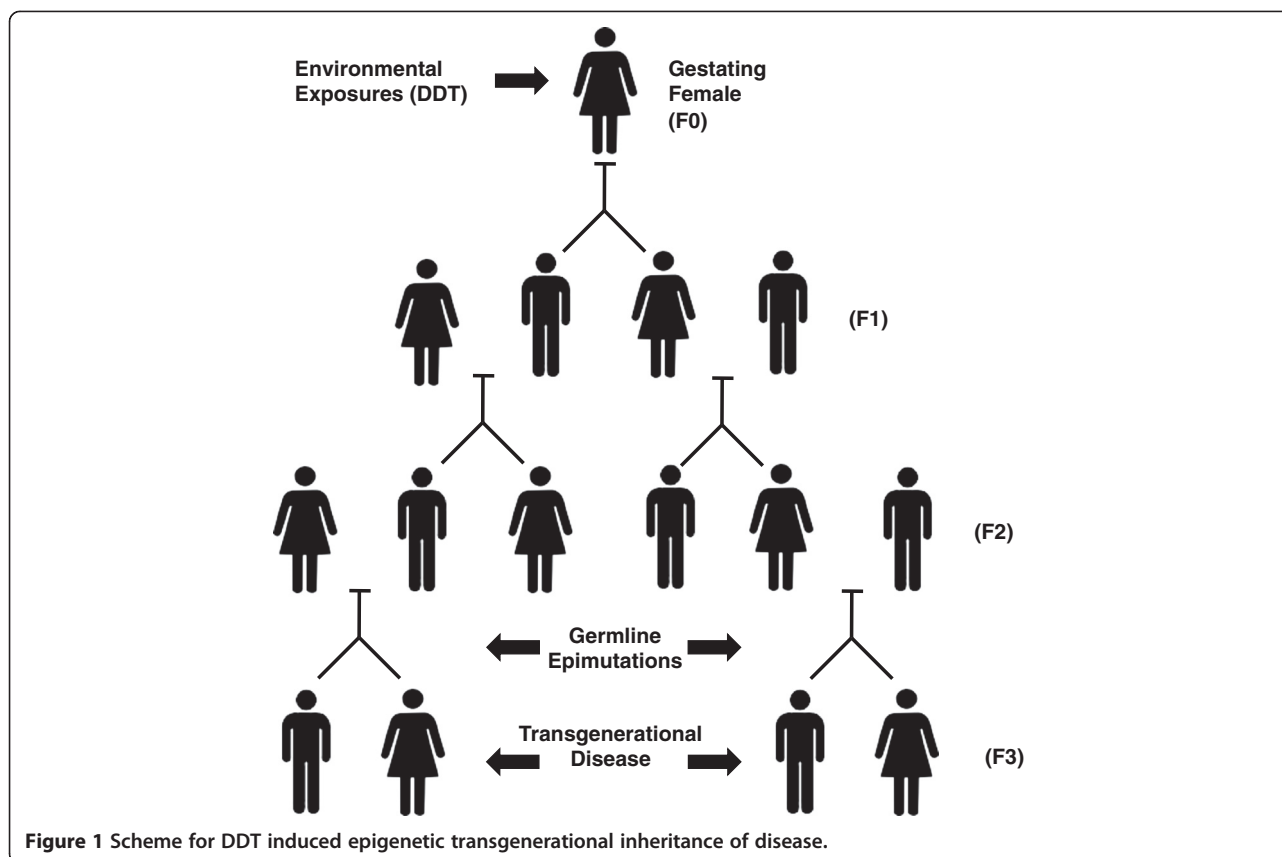 Environmental
Exposures (DDT)
Gestating
Female
(F0)
(F1)
(F2)
Germline
Epimutations
Transgenerational
Disease
(F3)
Figure 1 Scheme for DDT induced epigenetic transgenerational inheritance of disease.